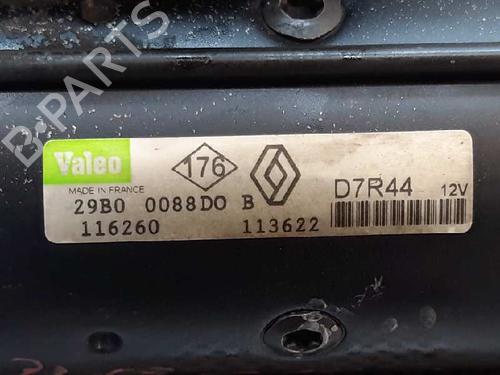 B-PARTS
Valeo
176
MADE IN FRANCE
D7R44
12V
29B0 0088D0 B
116260
113622